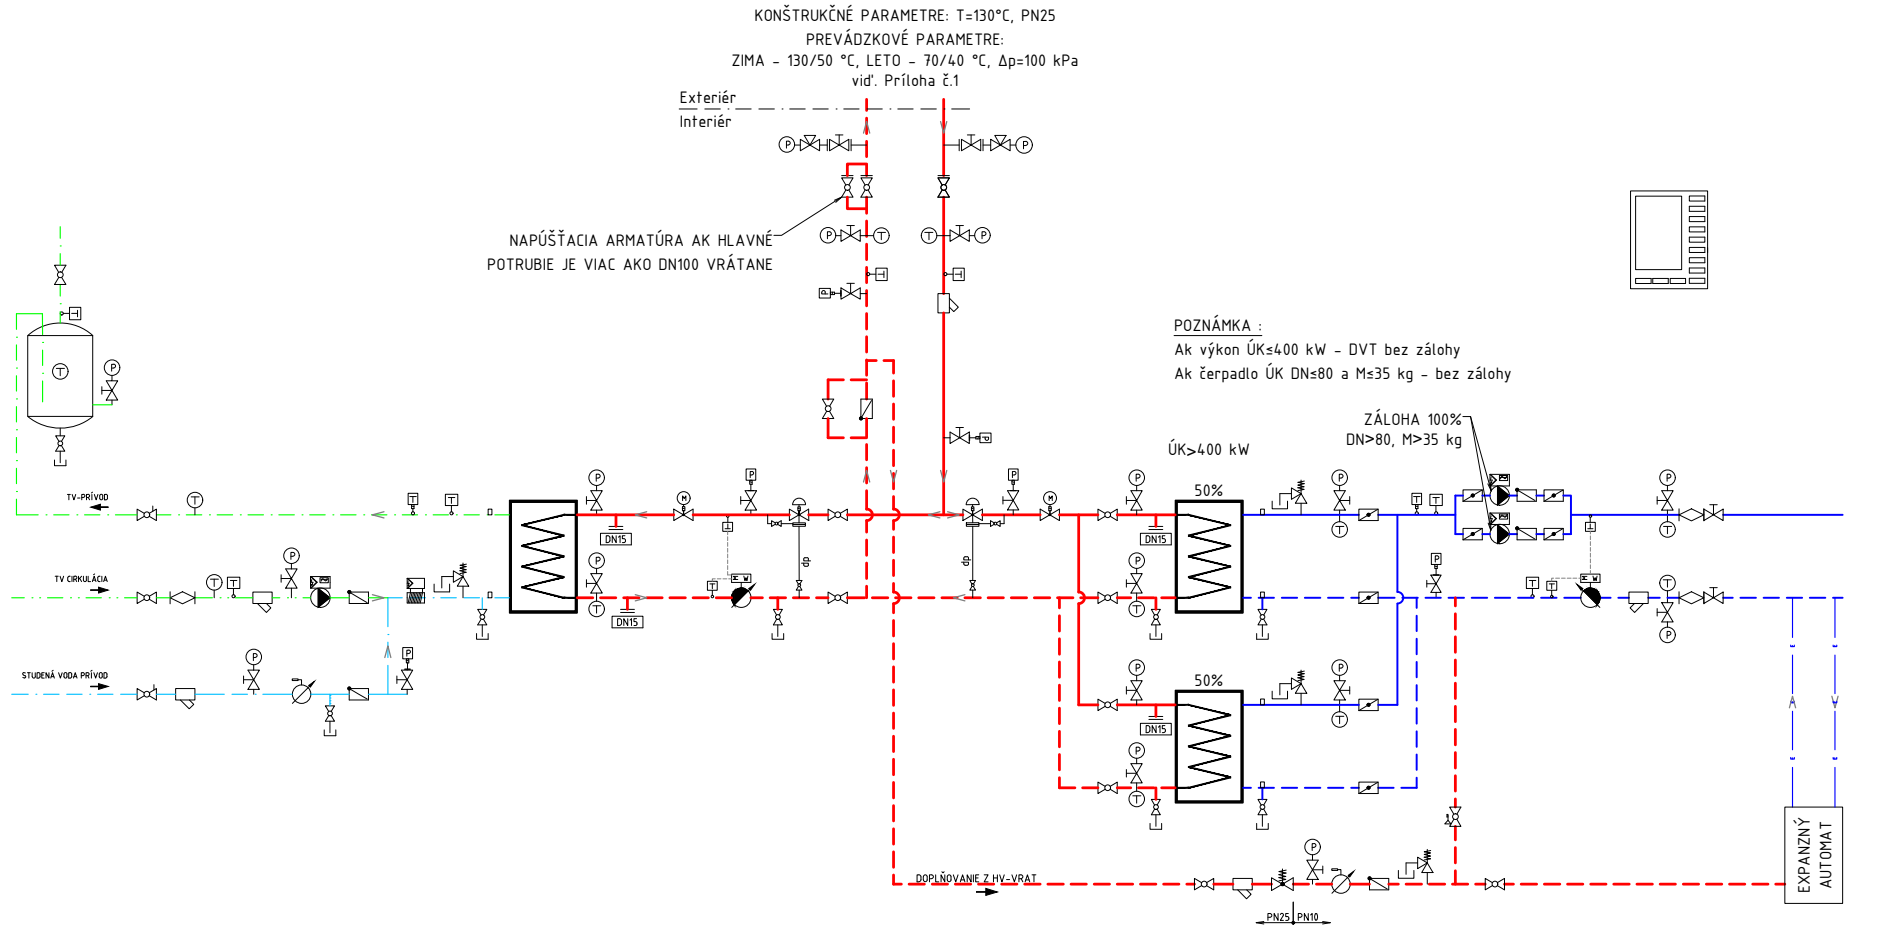 KONŠTRUKČNÉ PARAMETRE: T=130°C, PN25
PREVÁDZKOVÉ PARAMETRE:
ZIMA - 130/50 °C, LETO - 70/40 °C, Δp=100 kPa
viď. Príloha č.1
Exteriér
Interiér
NAPÚŠŤACIA ARMATÚRA AK HLAVNÉ
POTRUBIE JE VIAC AKO DN100 VRÁTANE
POZNÁMKA :
Ak výkon ÚK≤400 kW - DVT bez zálohy
Ak čerpadlo ÚK DN≤80 a M≤35 kg - bez zálohy
ZÁLOHA 100%
DN>80, M>35 kg
ÚK>400 kW
50%
TV-PRÍVOD
DN15
DN15
dp
dp
TV CIRKULÁCIA
DN15
STUDENÁ VODA PRÍVOD
50%
DN15
DOPLŇOVANIE Z HV-VRAT
PN25
PN10
EXPANZNÝ
AUTOMAT